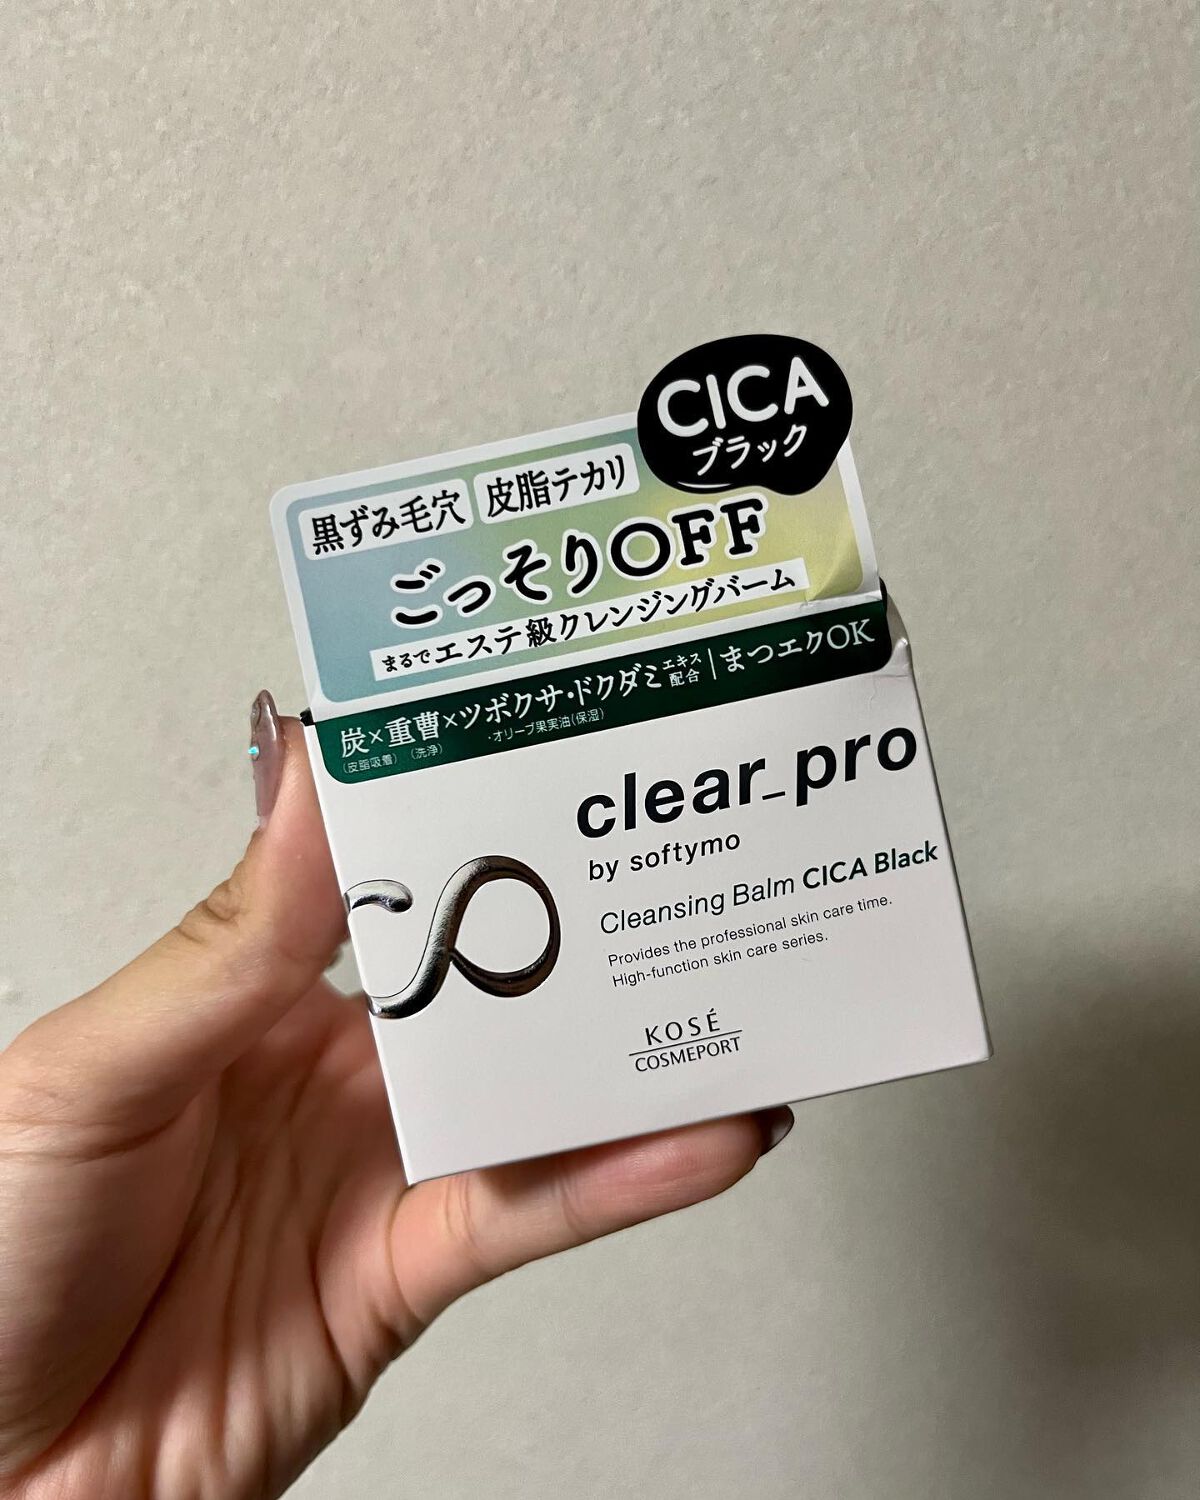 CICA
ブラック
黒ずみ毛穴 皮脂テカリ
ごっそりOFF
まるでエステ級クレンジングバーム
炭×重曹×ツボクサ・ドクダミエキス配合|まつエクOK
(皮脂吸着) (洗浄) ・オリーブ果実油(保湿)
clear_pro
by softymo
Cleansing Balm CICA Black
Provides the professional skin care time.
High-function skin care series.
KOSÉ
COSMEPORT